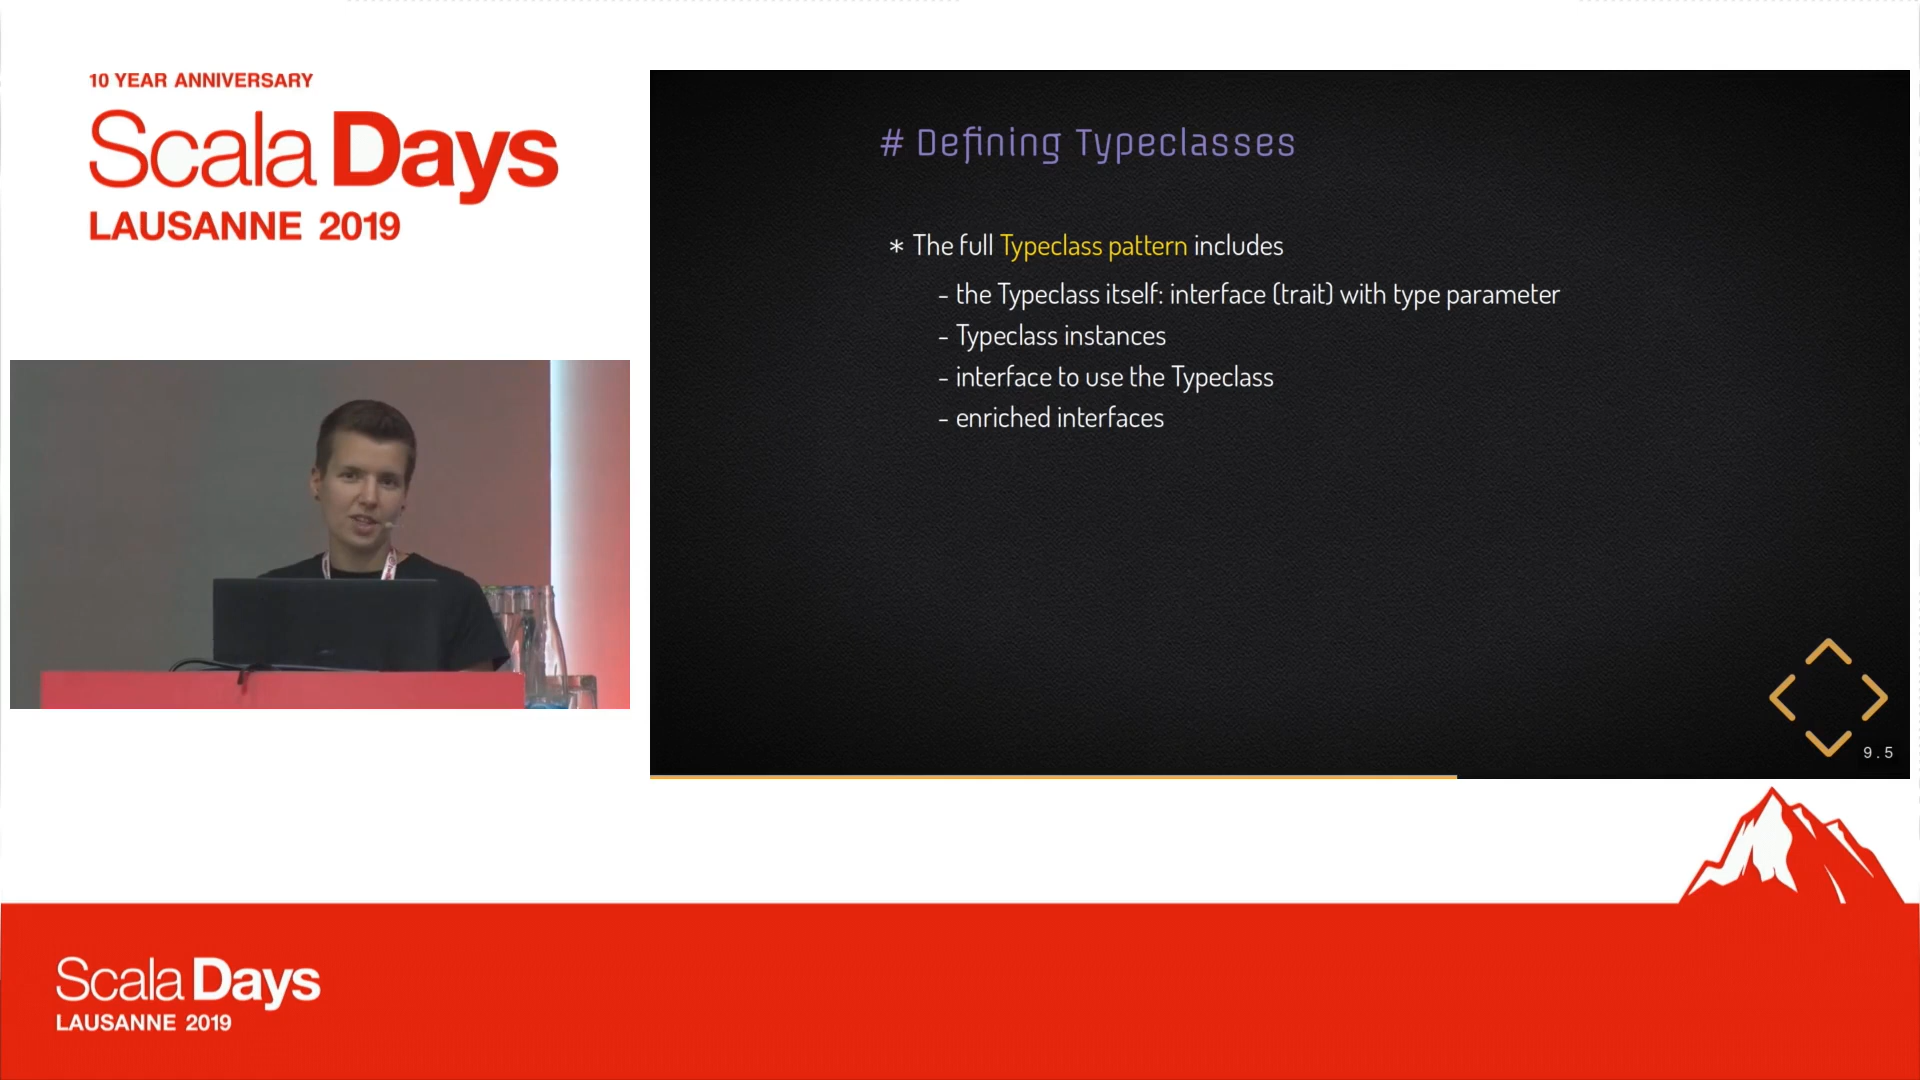 10 YEAR ANNIVERSARY
Scala Days
LAUSANNE 2019
# Defining Typeclasses
* The full Typeclass pattern includes
- the Typeclass itself: interface (trait) with type parameter
- Typeclass instances
- interface to use the Typeclass
- enriched interfaces
9.5
Scala Days
LAUSANNE 2019